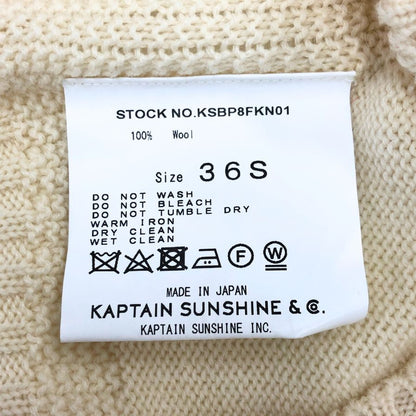 STOCK NO.KSBP8FKN01
100% Wool
Size 36S
DO NOT WASH
DO NOT BLEACH
DO NOT TUMBLE DRY
WARM IRON
DRY CLEAN
WET CLEAN
F W
MADE IN JAPAN
KAPTAIN SUNSHINE & Co.
KAPTAIN SUNSHINE INC.